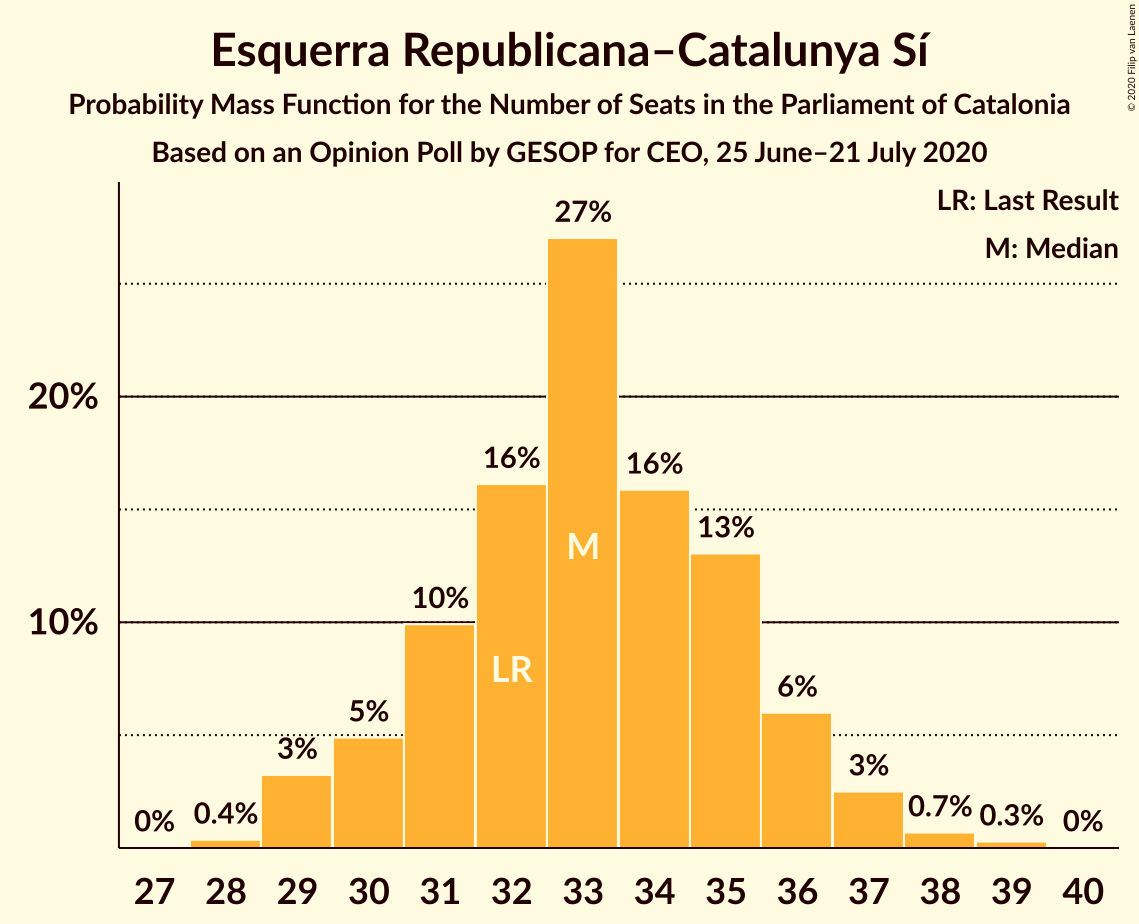 Esquerra Republicana–Catalunya Sí
Probability Mass Function for the Number of Seats in the Parliament of Catalonia
Based on an Opinion Poll by GESOP for CEO, 25 June–21 July 2020
© 2020 Filip van Laenen
LR: Last Result
M: Median
27%
20%
16%
16%
13%
M
10%
10%
LR
6%
5%
3%
3%
0%
0.4%
0.7%
0.3%
0%
27 28 29 30 31 32 33 34 35 36 37 38 39 40